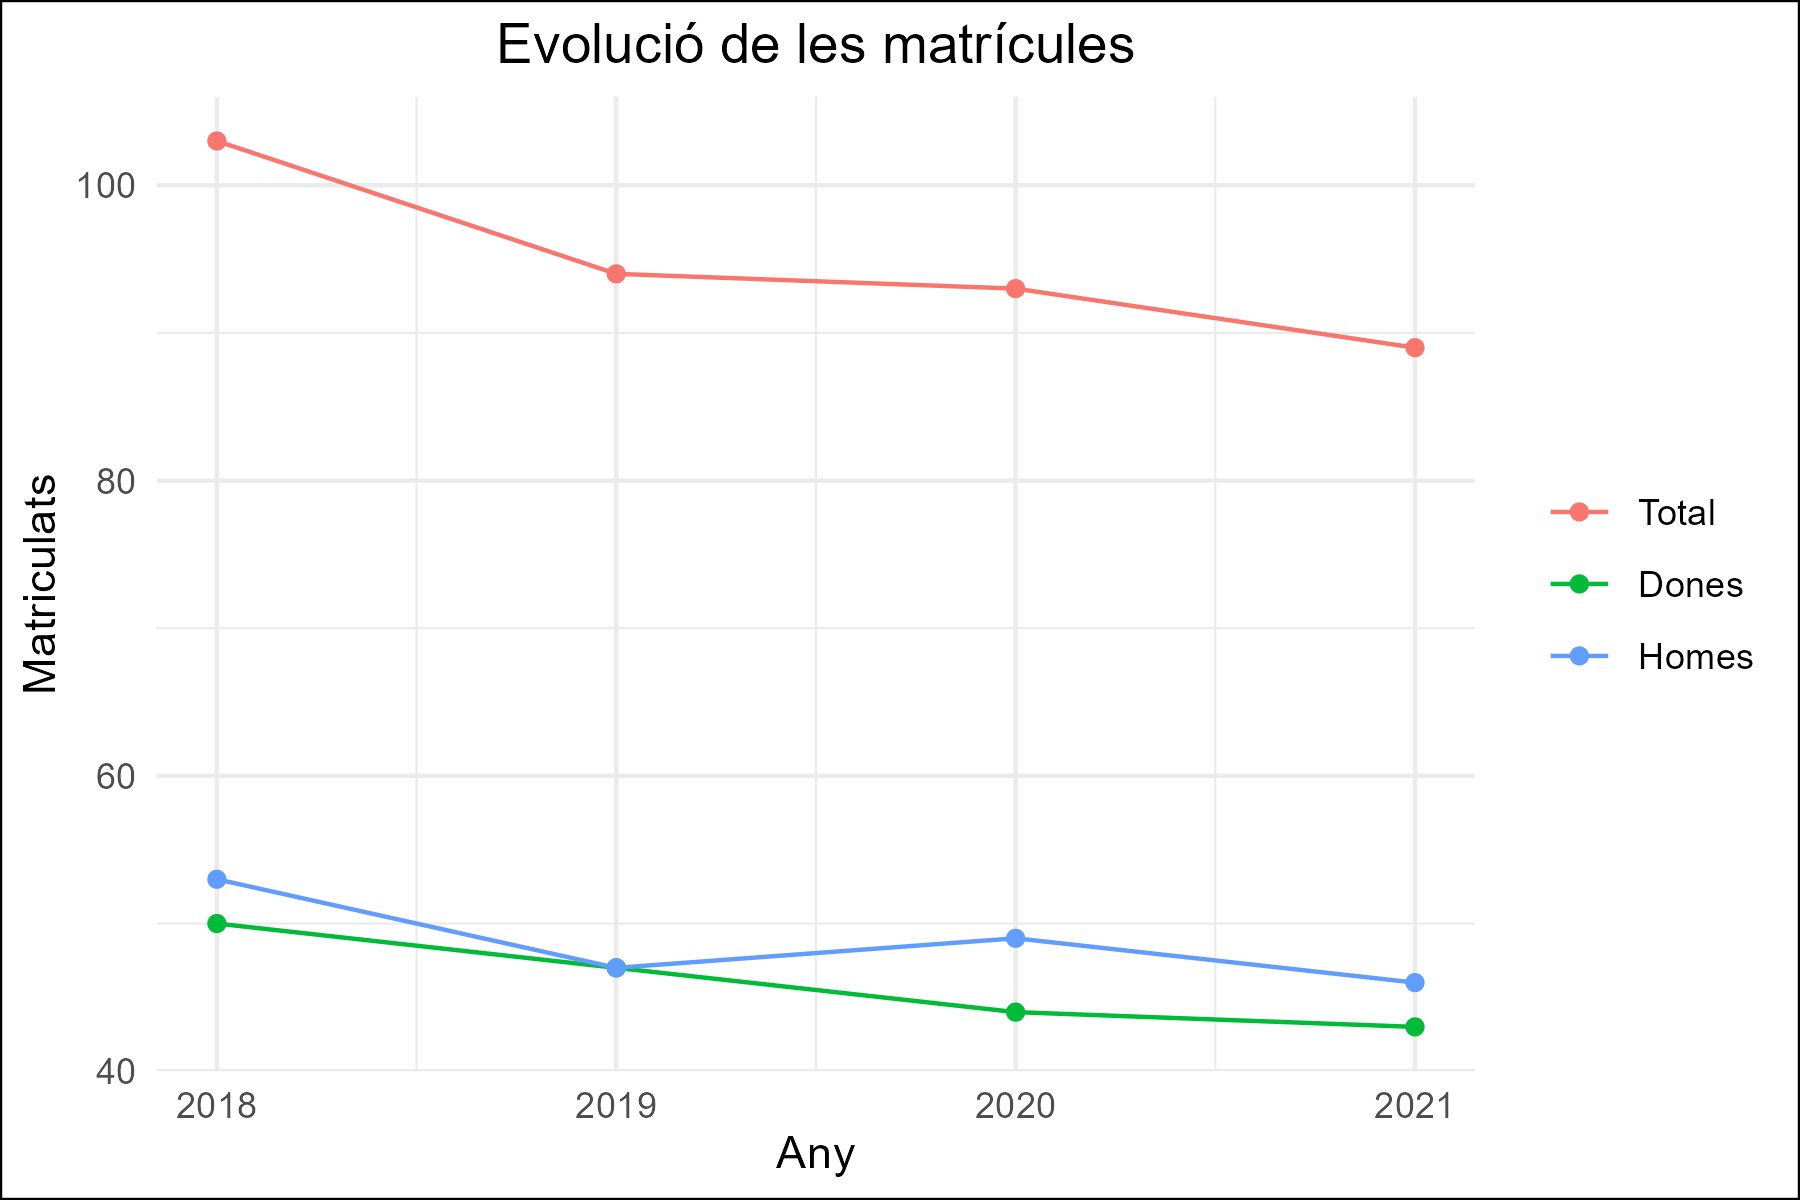 Evolució de les matrícules
100
80
60
40
Matriculats
2018 2019 2020 2021
Any
Total
Dones
Homes